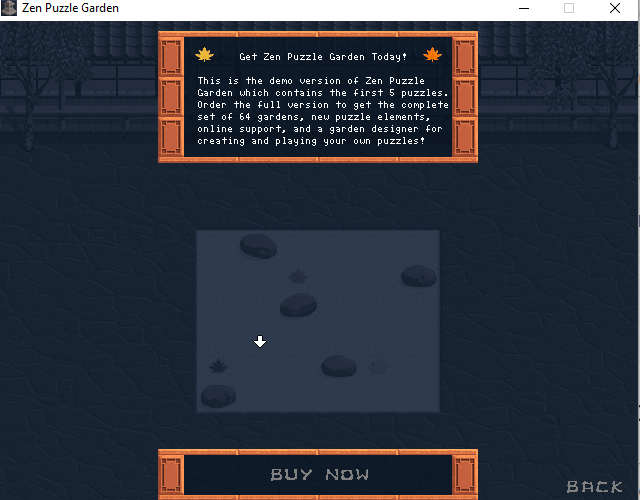 Zen Puzzle Garden
Get Zen Puzzle Garden Today!
This is the demo version of Zen Puzzle
Garden which contains the first 5 puzzles.
Order the full version to get the complete
set of 64 gardens, new puzzle elements,
online support, and a garden designer for
creating and playing your own puzzles!
BUY NOW
BACK